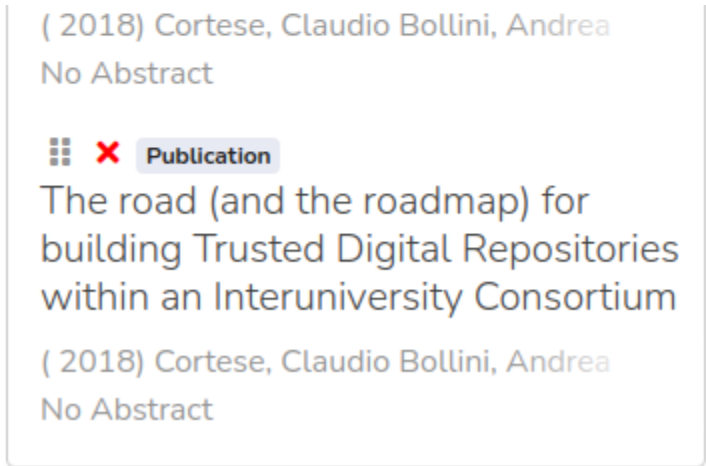 ( 2018) Cortese, Claudio Bollini, Andrea
No Abstract
Publication
The road (and the roadmap) for
building Trusted Digital Repositories
within an Interuniversity Consortium
( 2018) Cortese, Claudio Bollini, Andrea
No Abstract